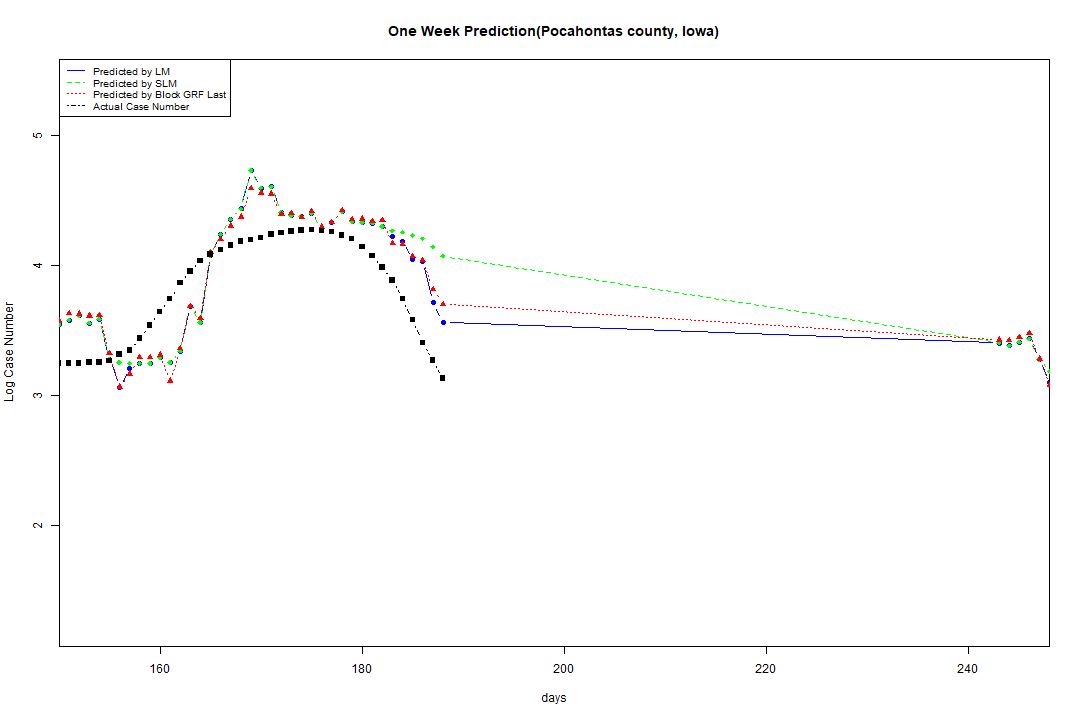 One Week Prediction(Pocahontas county, Iowa)
Predicted by LM
Predicted by SLM
Predicted by Block GRF Last
Actual Case Number
5
4
3
2
Log Case Number
160
180
200
220
240
days